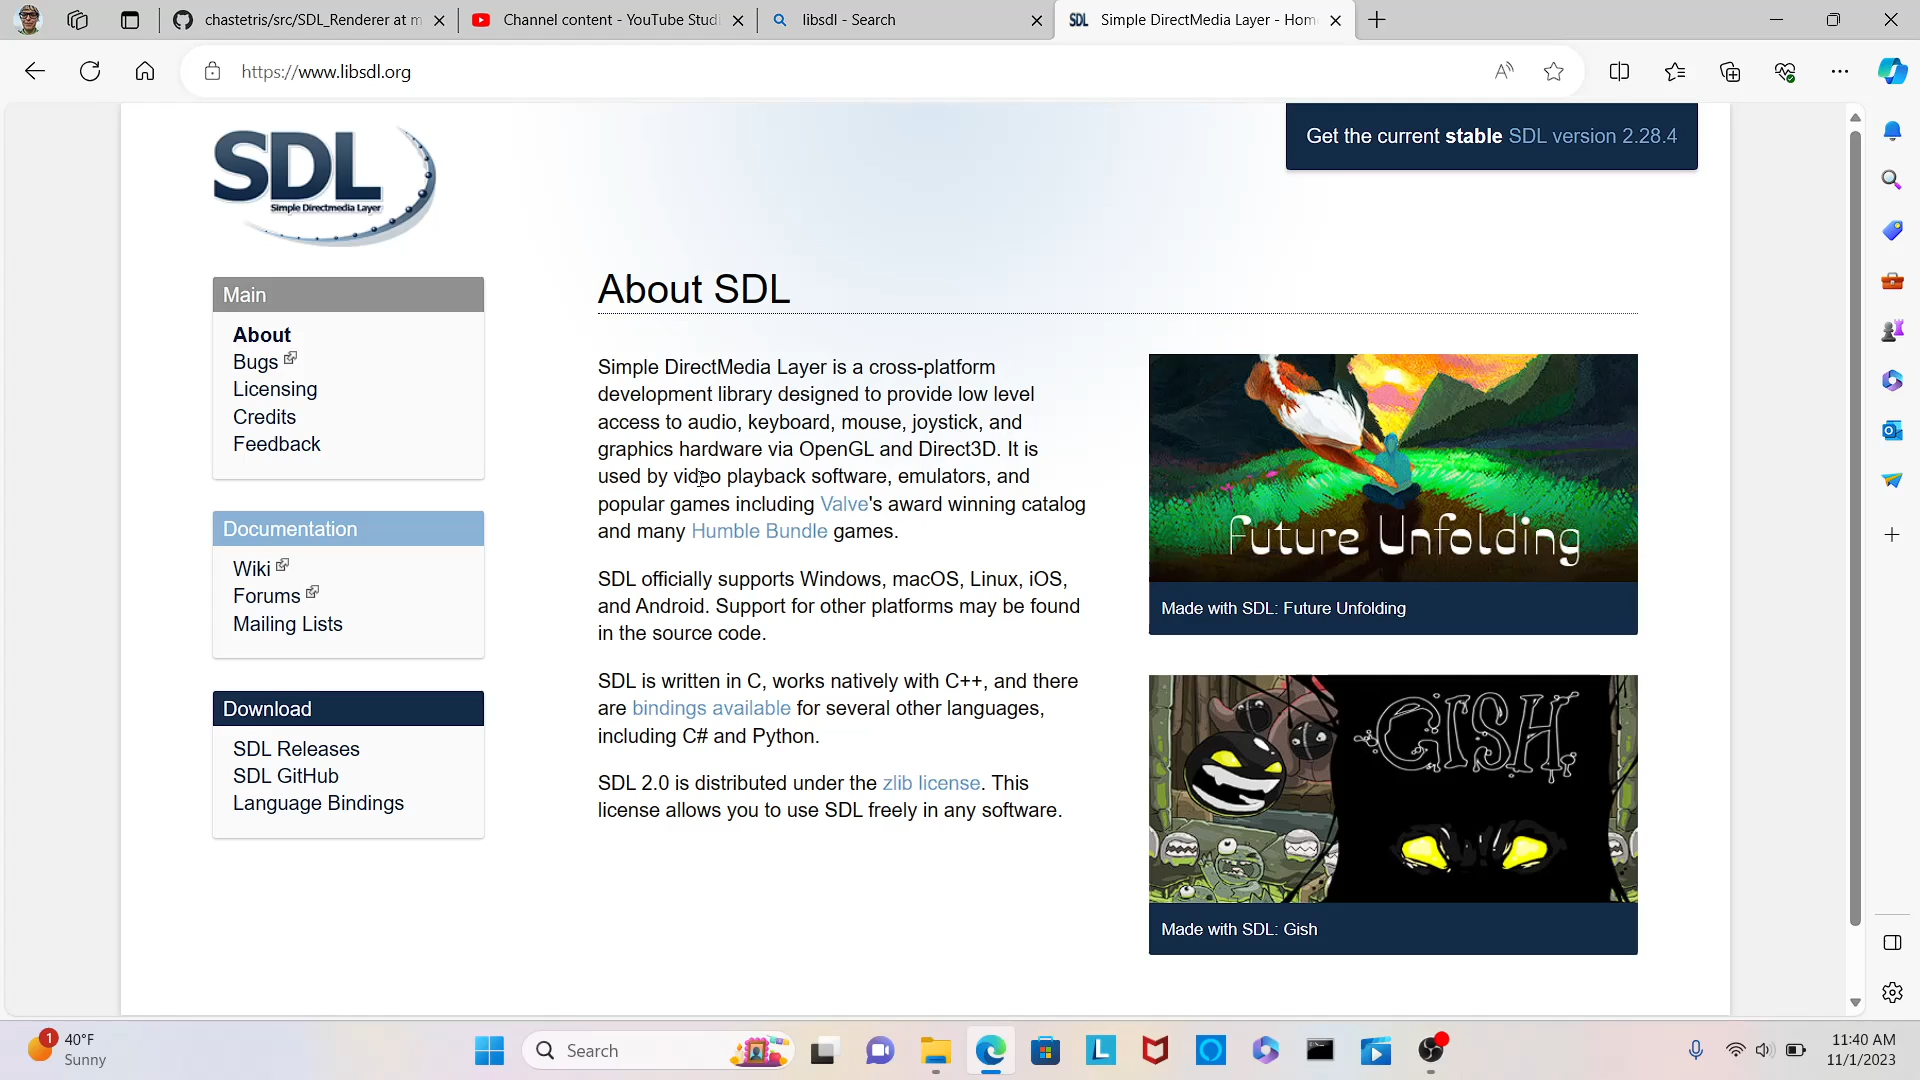 chastetris/src/SDL_Renderer at m
Channel content - YouTube Studi
libsdl - Search
SDL
Simple DirectMedia Layer - Hom
https://www.libsdl.org
SDL
Simple Directmedia Layer
Get the current stable SDL version 2.28.4
Main
About
Bugs
Licensing
Credits
Feedback
Documentation
Wiki
Forums
Mailing Lists
Download
SDL Releases
SDL GitHub
Language Bindings
About SDL
Simple DirectMedia Layer is a cross-platform
development library designed to provide low level
access to audio, keyboard, mouse, joystick, and
graphics hardware via OpenGL and Direct3D. It is
used by video playback software, emulators, and
popular games including Valve's award winning catalog
and many Humble Bundle games.
SDL officially supports Windows, macOS, Linux, iOS,
and Android. Support for other platforms may be found
in the source code.
SDL is written in C, works natively with C++, and there
are bindings available for several other languages,
including C# and Python.
SDL 2.0 is distributed under the zlib license. This
license allows you to use SDL freely in any software.
Future Unfolding
Made with SDL: Future Unfolding
GISH
Made with SDL: Gish
1
40°F
Sunny
Search
L
11:40 AM
11/1/2023